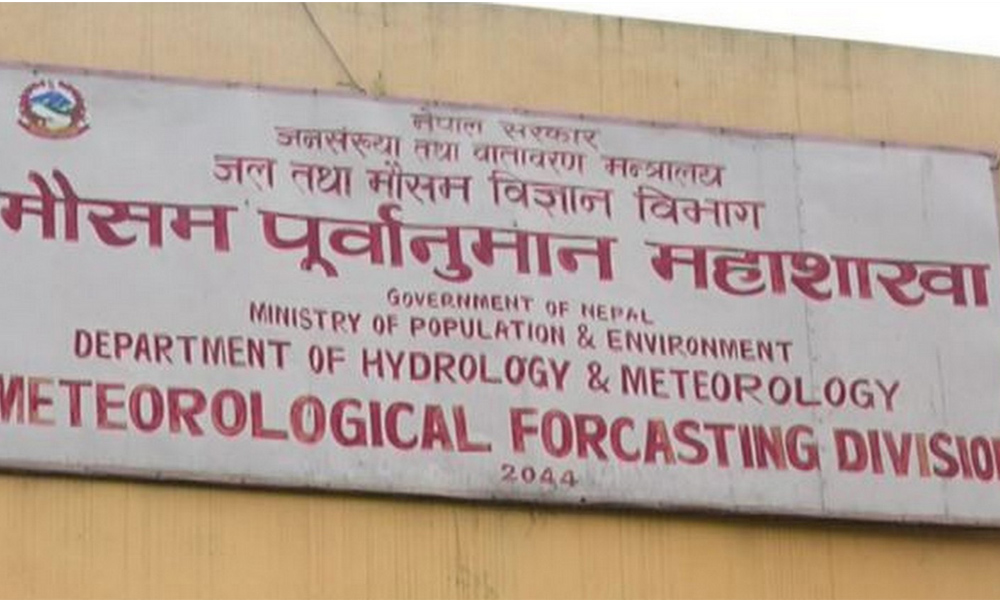 नेपाल सरकार
जनसंख्या तथा वातावरण मन्त्रालय
जल तथा मौसम विज्ञान विभाग
मौसम पूर्वानुमान महाशाखा
GOVERNMENT OF NEPAL
MINISTRY OF POPULATION & ENVIRONMENT
DEPARTMENT OF HYDROLOGY & METEOROLOGY
METEOROLOGICAL FORCASTING DIVISION
2044